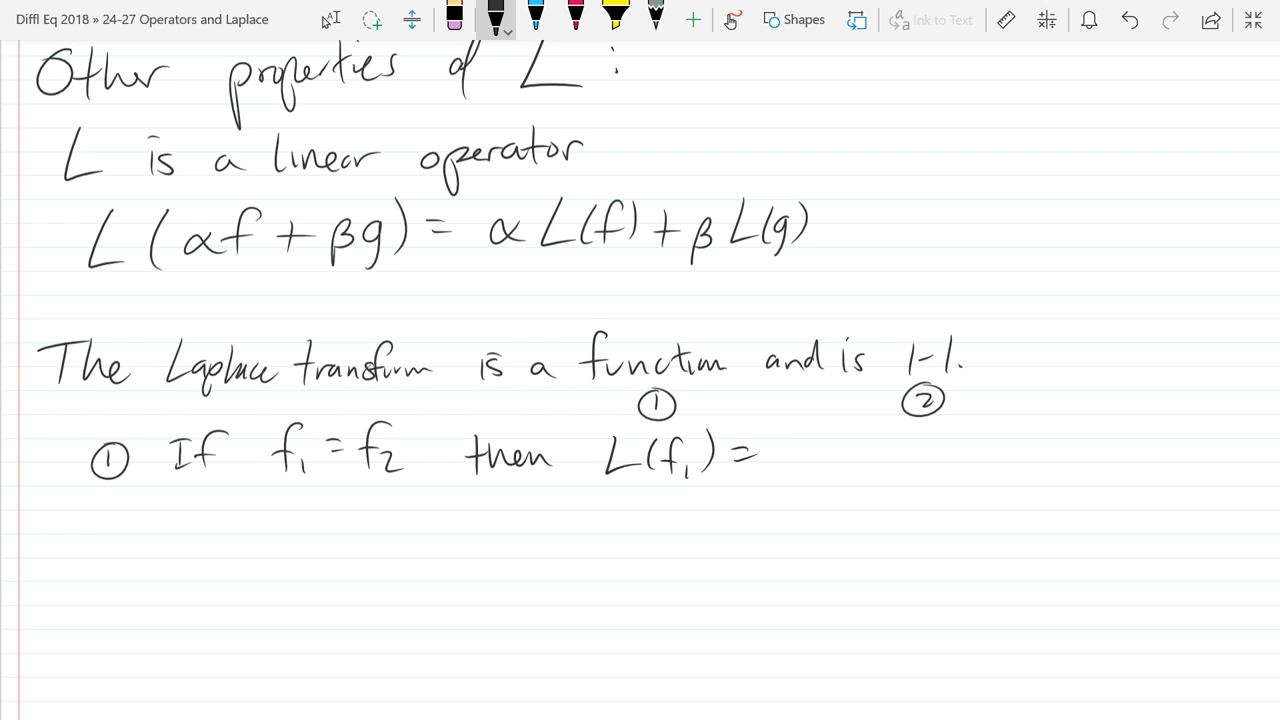 Diffl Eq 2018 » 24-27 Operators and Laplace
Shapes
Ink to Text
Other properties of L :
L is a linear operator
L(αf + βg) = α L(f) + β L(g)
The Laplace transform is a function and is 1-1.
① ②
① If f₁ = f₂ then L(f₁) =